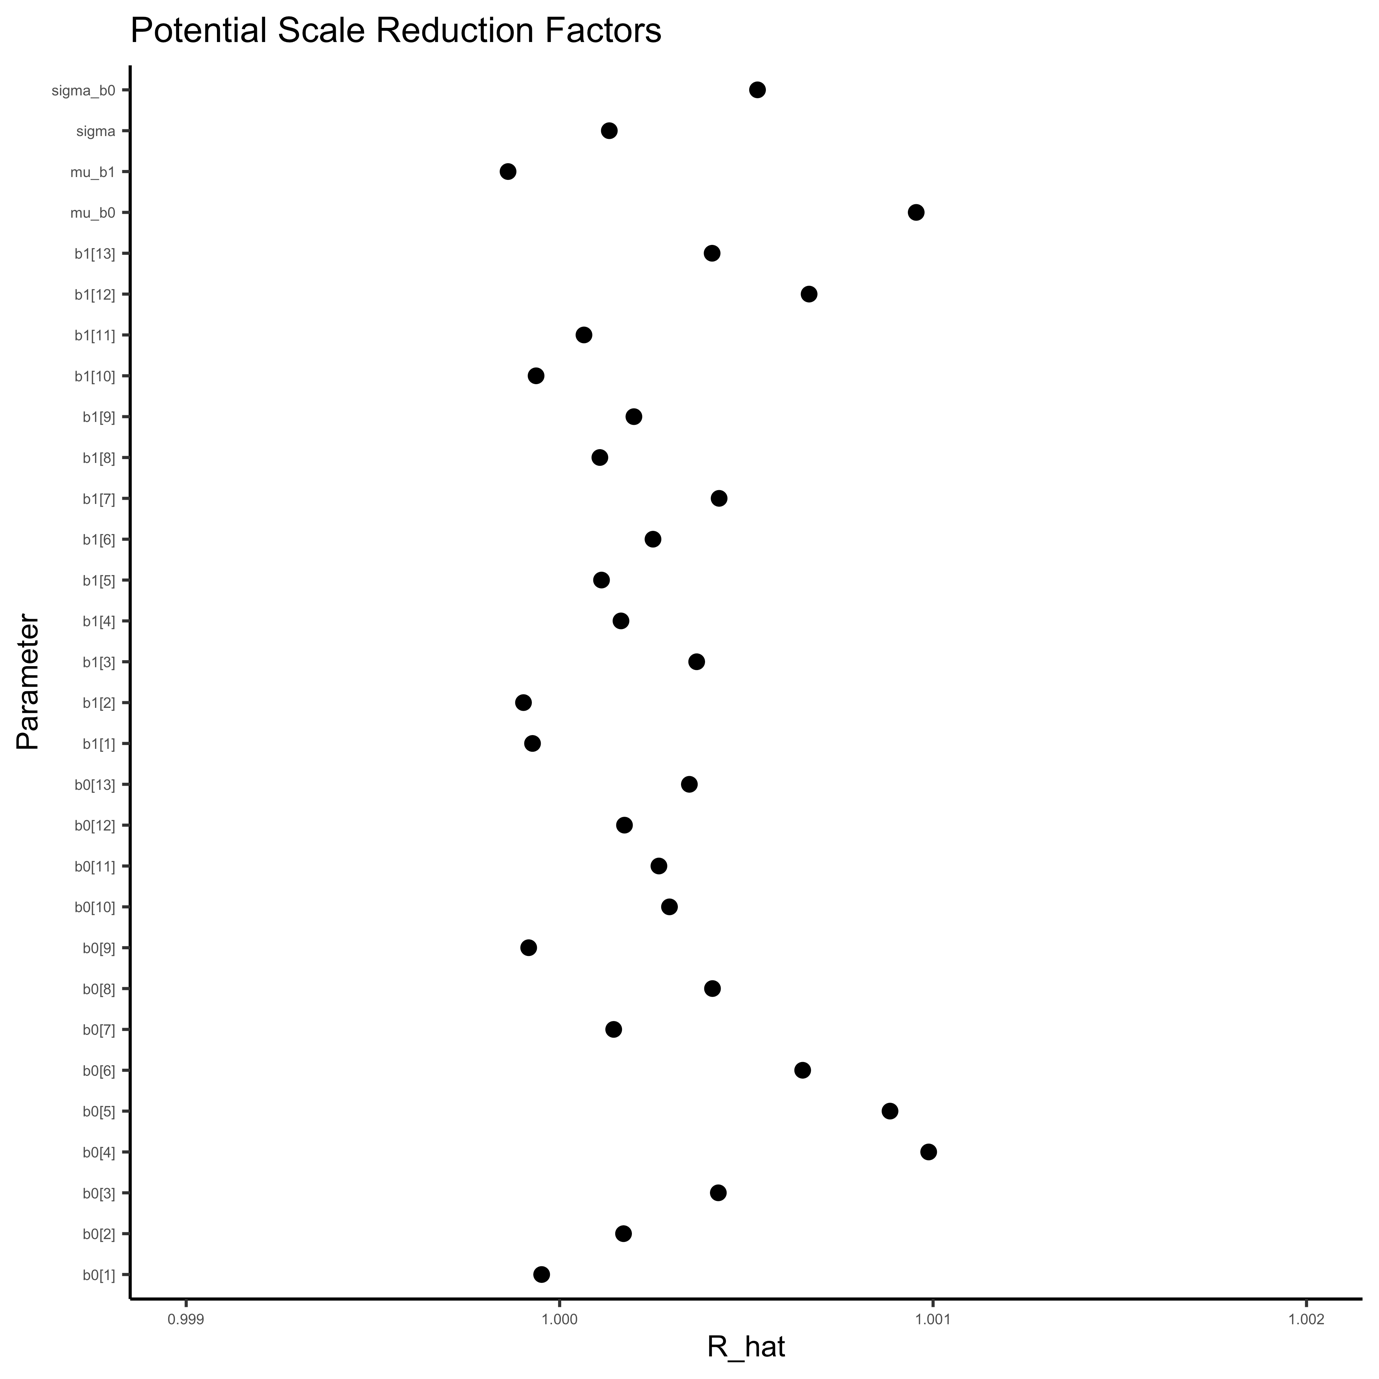 Potential Scale Reduction Factors
sigma_b0
sigma
mu_b1
mu_b0
b1[13]
b1[12]
b1[11]
b1[10]
b1[9]
b1[8]
b1[7]
b1[6]
b1[5]
b1[4]
b1[3]
b1[2]
b1[1]
b0[13]
b0[12]
b0[11]
b0[10]
b0[9]
b0[8]
b0[7]
b0[6]
b0[5]
b0[4]
b0[3]
b0[2]
b0[1]
Parameter
0.999 1.000 1.001 1.002
R_hat